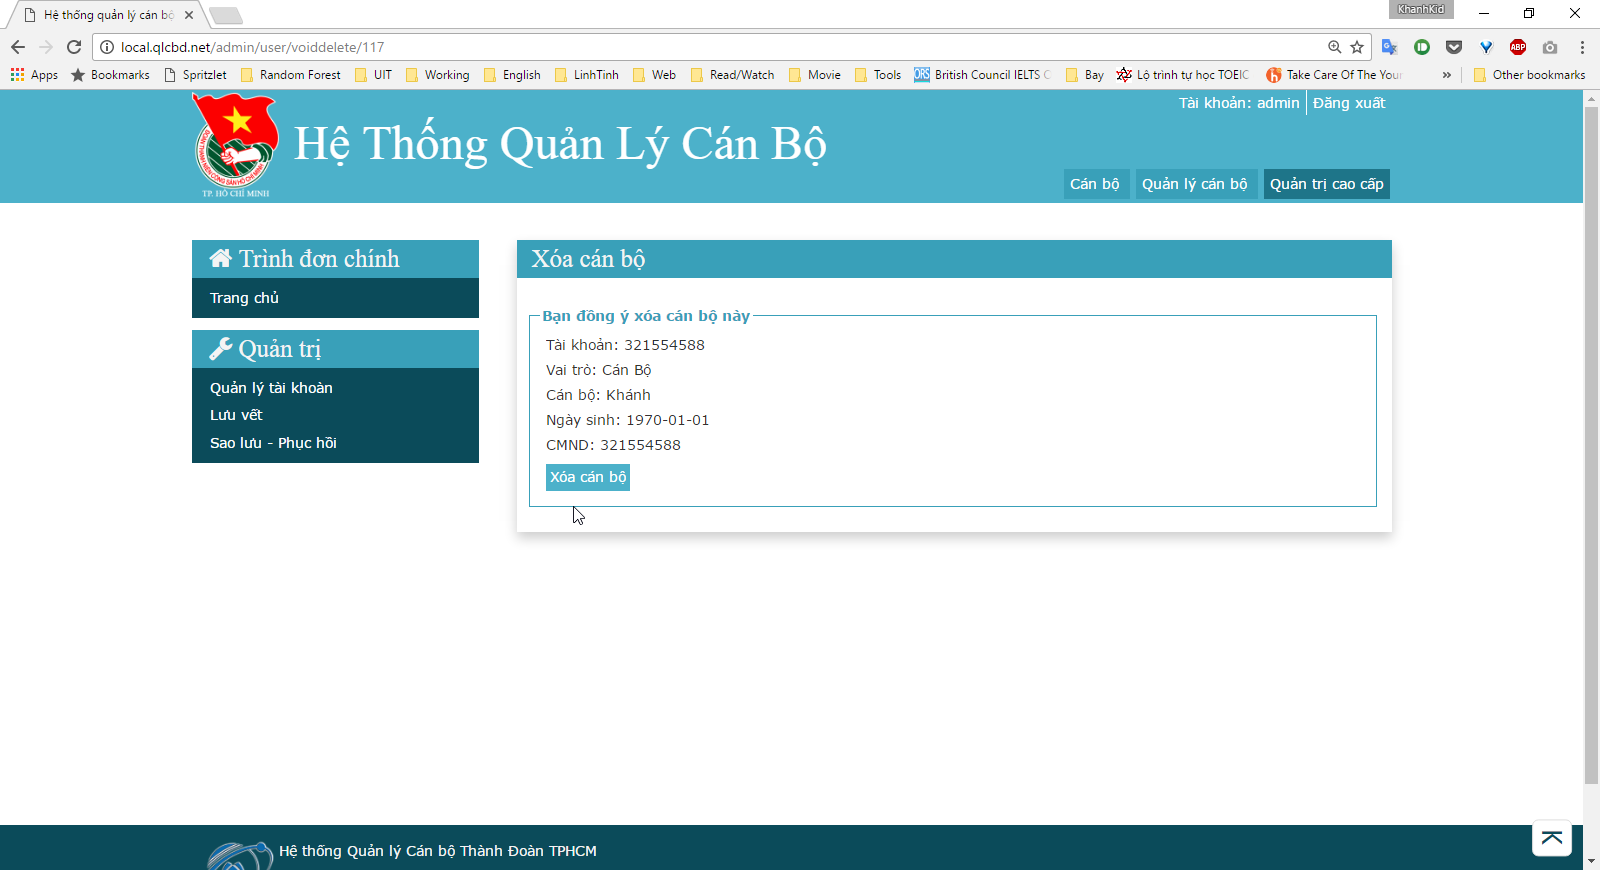 Hệ thống quản lý cán bộ
KhanhKid
local.qlcbd.net/admin/user/voiddelete/117
Apps Bookmarks Spritzlet Random Forest UIT Working English LinhTinh Web Read/Watch Movie Tools British Council IELTS Bay Lộ trình tự học TOEIC Take Care Of The Your » Other bookmarks
Tài khoản: admin Đăng xuất
Hệ Thống Quản Lý Cán Bộ
TP. HỒ CHÍ MINH
Cán bộ Quản lý cán bộ Quản trị cao cấp
Trình đơn chính
Trang chủ
Quản trị
Quản lý tài khoản
Lưu vết
Sao lưu - Phục hồi
Xóa cán bộ
Bạn đồng ý xóa cán bộ này
Tài khoản: 321554588
Vai trò: Cán Bộ
Cán bộ: Khánh
Ngày sinh: 1970-01-01
CMND: 321554588
Xóa cán bộ
Hệ thống Quản lý Cán bộ Thành Đoàn TPHCM